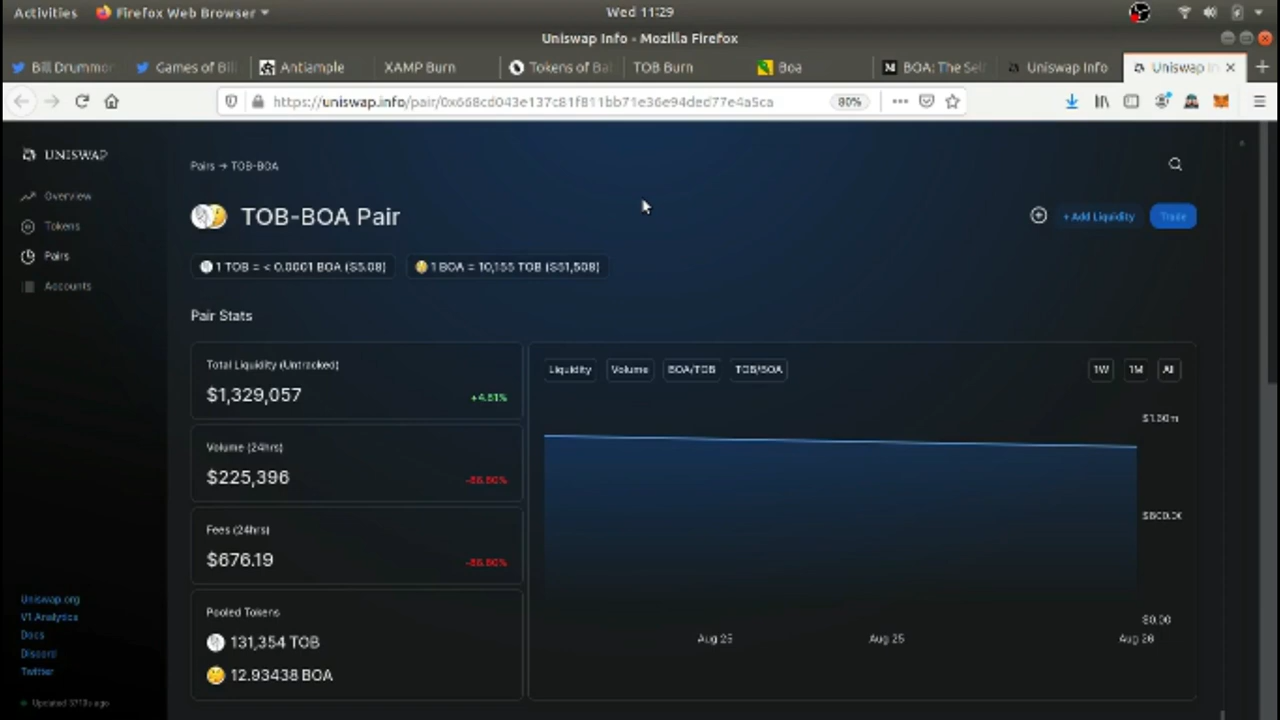 Activities Firefox Web Browser Wed 11:29
Uniswap Info - Mozilla Firefox
Bill Drummon Games of Bil Antiample XAMP Burn Tokens of Bal TOB Burn Boa BOA: The Sel Uniswap Info Uniswap In
https://uniswap.info/pair/0x668cd043e137c81f811bb71e36e94ded77e4a5ca 80%
UNISWAP
Overview
Tokens
Pairs
Accounts
Pairs → TOB-BOA
TOB-BOA Pair
+ Add Liquidity Trade
1 TOB = < 0.0001 BOA ($5.08) 1 BOA = 10,155 TOB ($51,508)
Pair Stats
Total Liquidity (Untracked)
$1,329,057 +4.81%
Volume (24hrs)
$225,396 -86.80%
Fees (24hrs)
$676.19 -86.80%
Pooled Tokens
131,354 TOB
12.93438 BOA
Liquidity Volume BOA/TOB TOB/BOA 1W 1M All
$0.00
Aug 25 Aug 25 Aug 26
Uniswap.org
V1 Analytics
Docs
Discord
Twitter